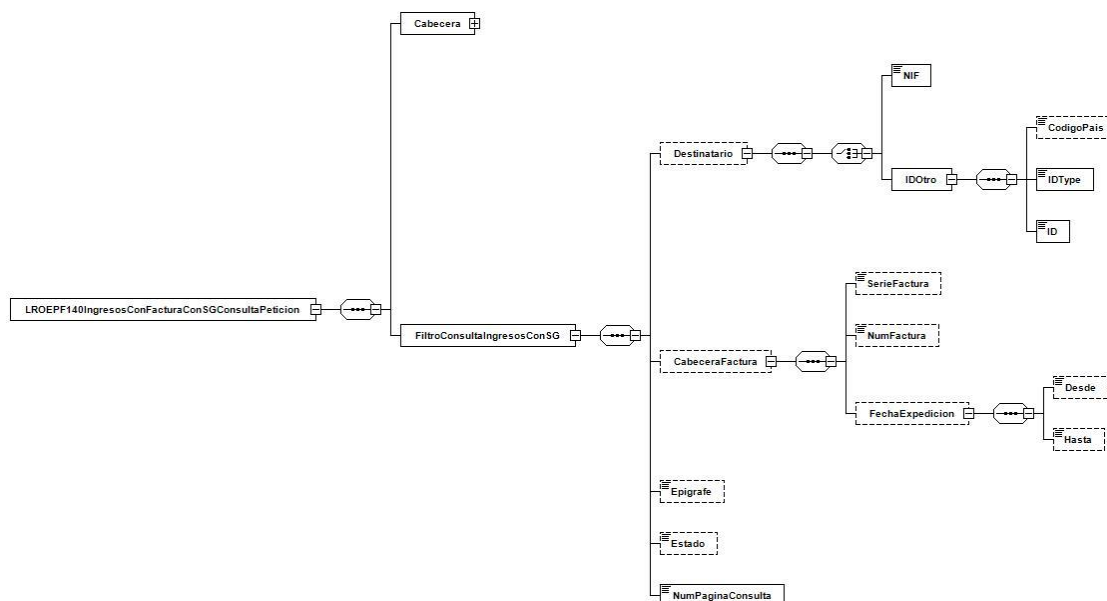 Cabecera
NIF
CodigoPais
Destinatario
IDOtro
IDType
ID
SerieFactura
LROEPF140IngresosConFacturaConSGConsultaPeticion
FiltroConsultaIngresosConSG
NumFactura
CabeceraFactura
Desde
FechaExpedicion
Hasta
Epigrafe
Estado
NumPaginaConsulta